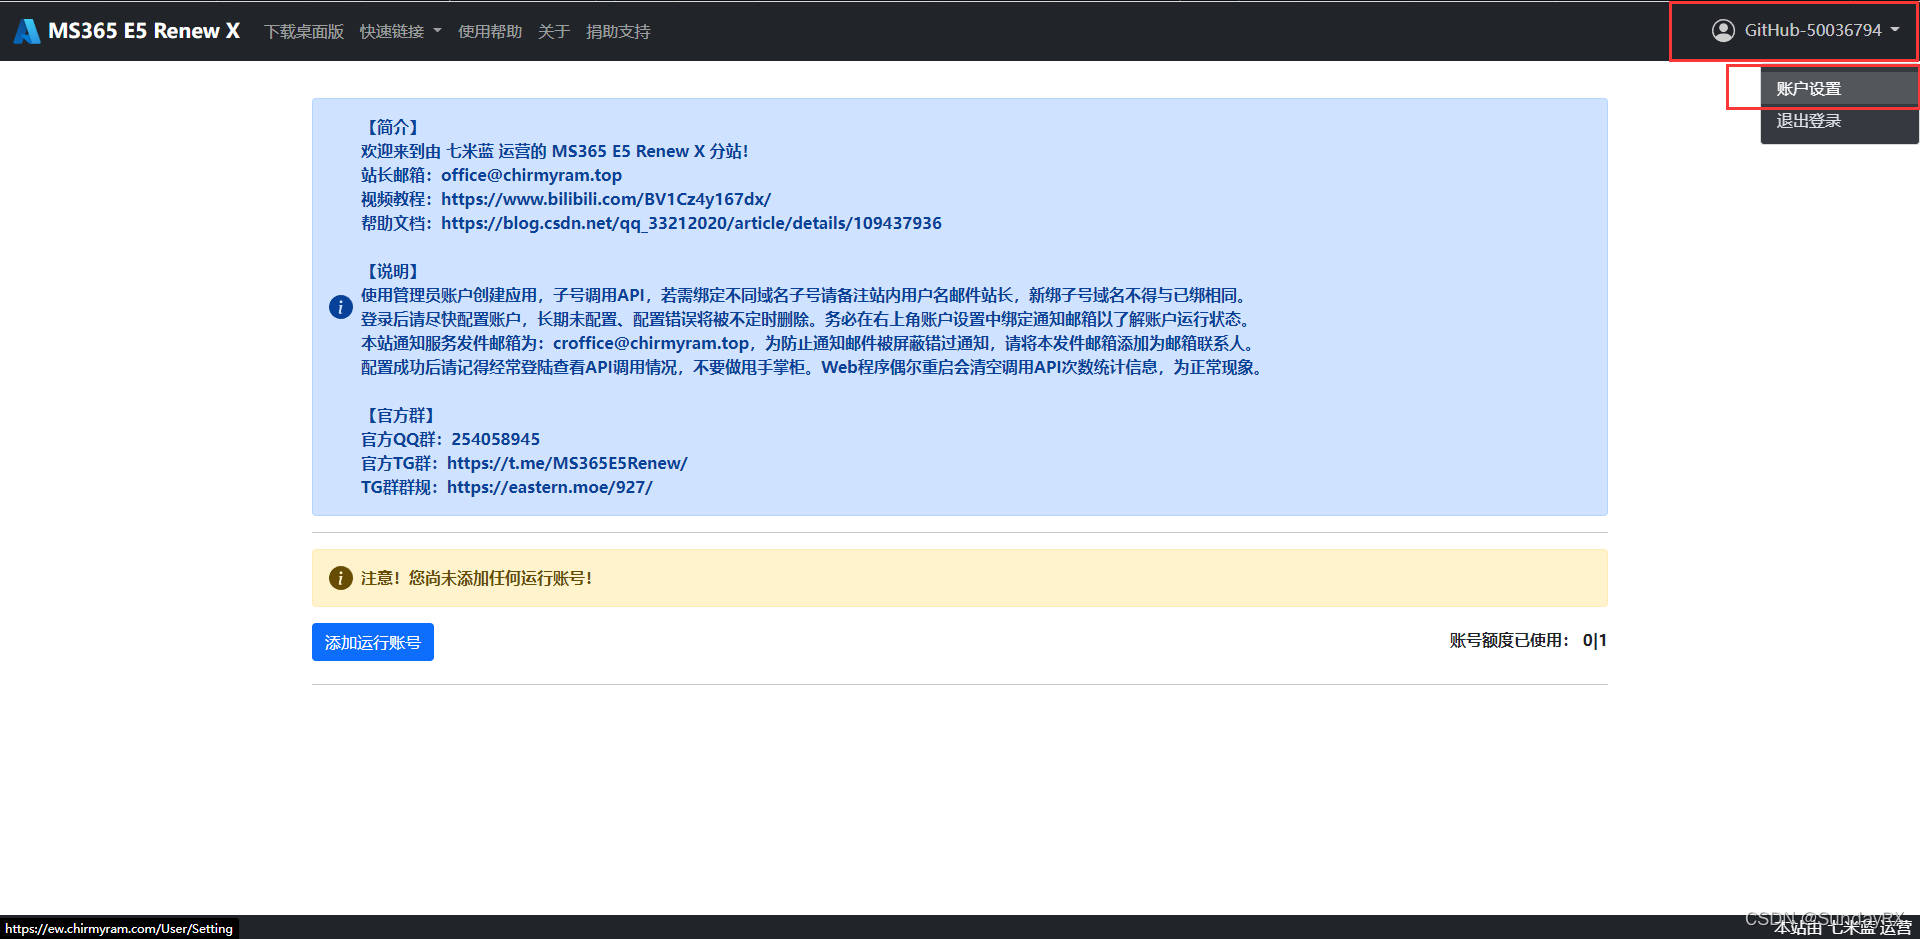 MS365 E5 Renew X 下载桌面版 快速链接 使用帮助 关于 捐助支持 GitHub-50036794
账户设置
退出登录
【简介】
欢迎来到由 七米蓝 运营的 MS365 E5 Renew X 分站！
站长邮箱：office@chirmyram.top
视频教程：https://www.bilibili.com/BV1Cz4y167dx/
帮助文档：https://blog.csdn.net/qq_33212020/article/details/109437936
【说明】
使用管理员账户创建应用，子号调用API，若需绑定不同域名子号请备注站内用户名邮件站长，新绑子号域名不得与已绑相同。
登录后请尽快配置账户，长期未配置、配置错误将被不定时删除。务必在右上角账户设置中绑定通知邮箱以了解账户运行状态。
本站通知服务发件邮箱为：croffice@chirmyram.top，为防止通知邮件被屏蔽错过通知，请将本发件邮箱添加为邮箱联系人。
配置成功后请记得经常登陆查看API调用情况，不要做甩手掌柜。Web程序偶尔重启会清空调用API次数统计信息，为正常现象。
【官方群】
官方QQ群：254058945
官方TG群：https://t.me/MS365E5Renew/
TG群群规：https://eastern.moe/927/
注意！您尚未添加任何运行账号！
添加运行账号 账号额度已使用： 0|1
CSDN @SundayRX
本站由 七米蓝 运营
https://ew.chirmyram.com/User/Setting